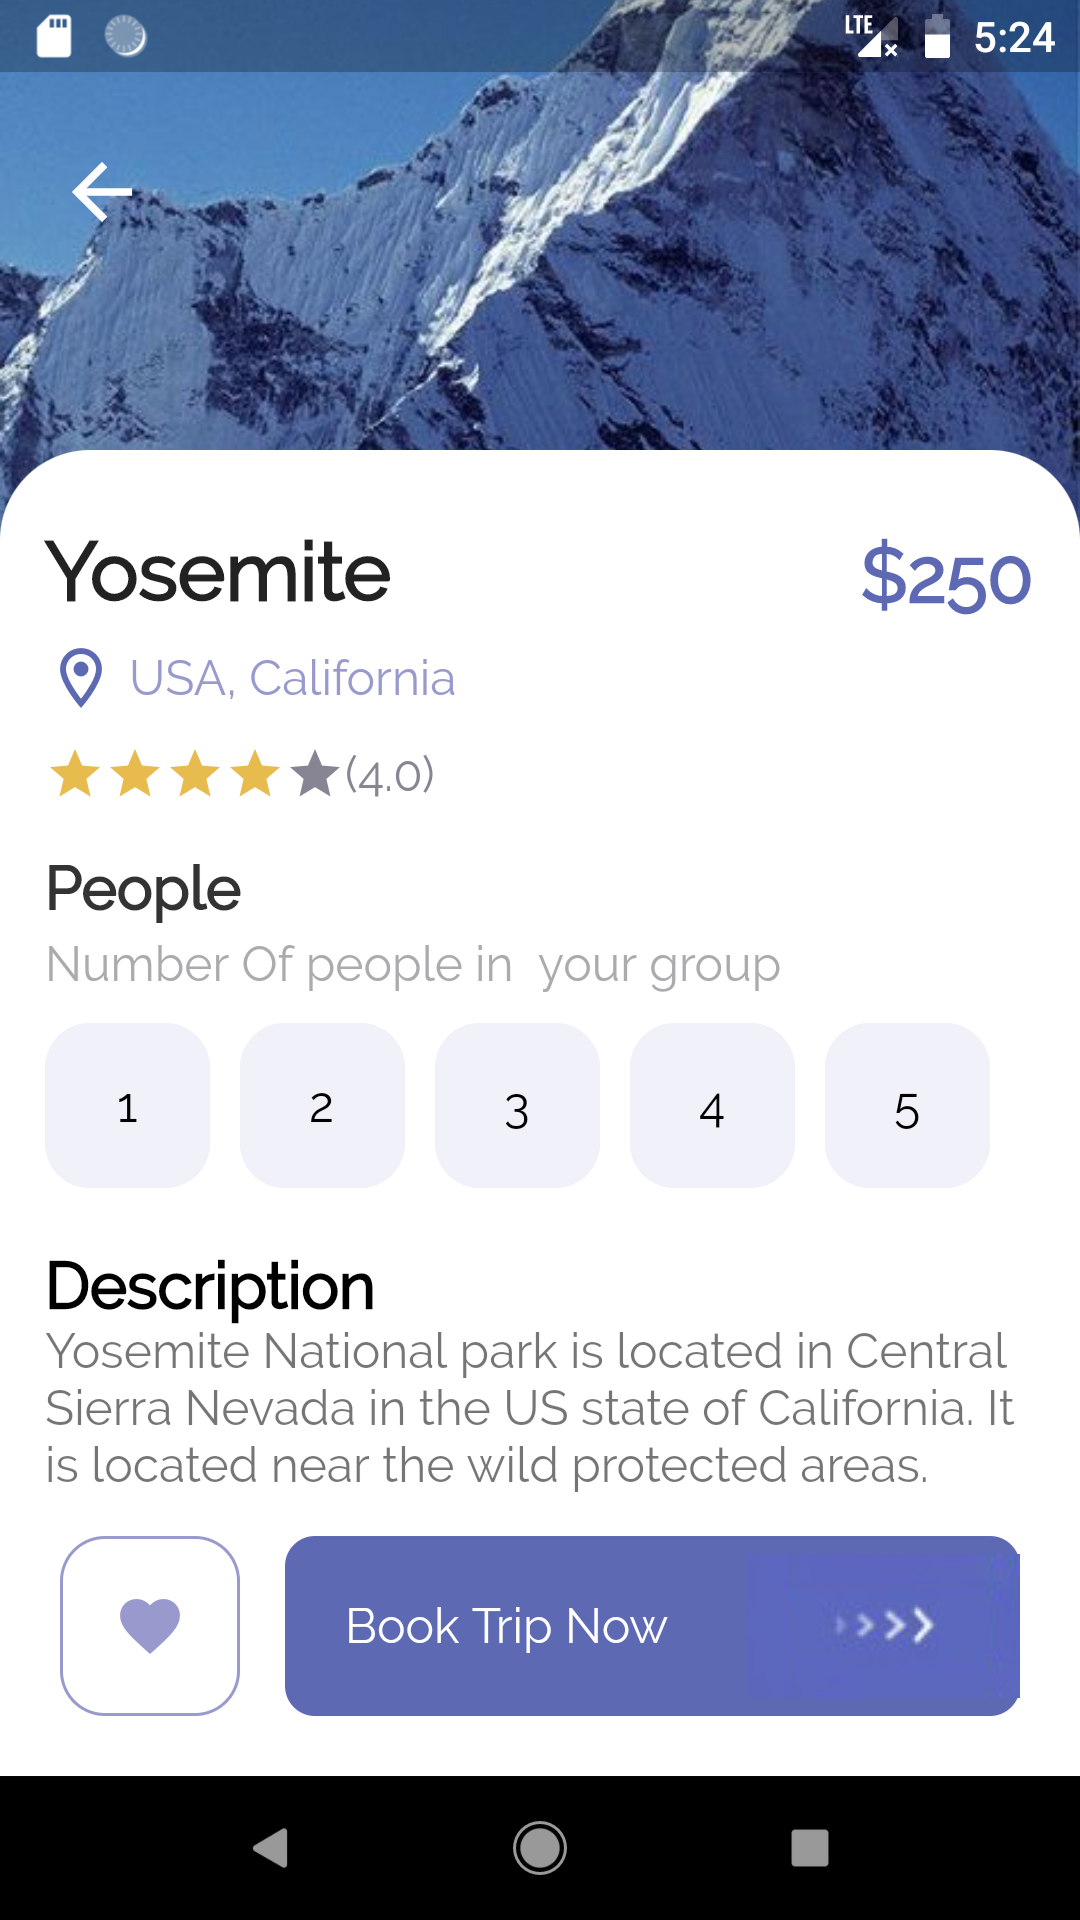 LTE 5:24
Yosemite $250
USA, California
(4.0)
People
Number Of people in  your group
1 2 3 4 5
Description
Yosemite National park is located in Central
Sierra Nevada in the US state of California. It
is located near the wild protected areas.
Book Trip Now